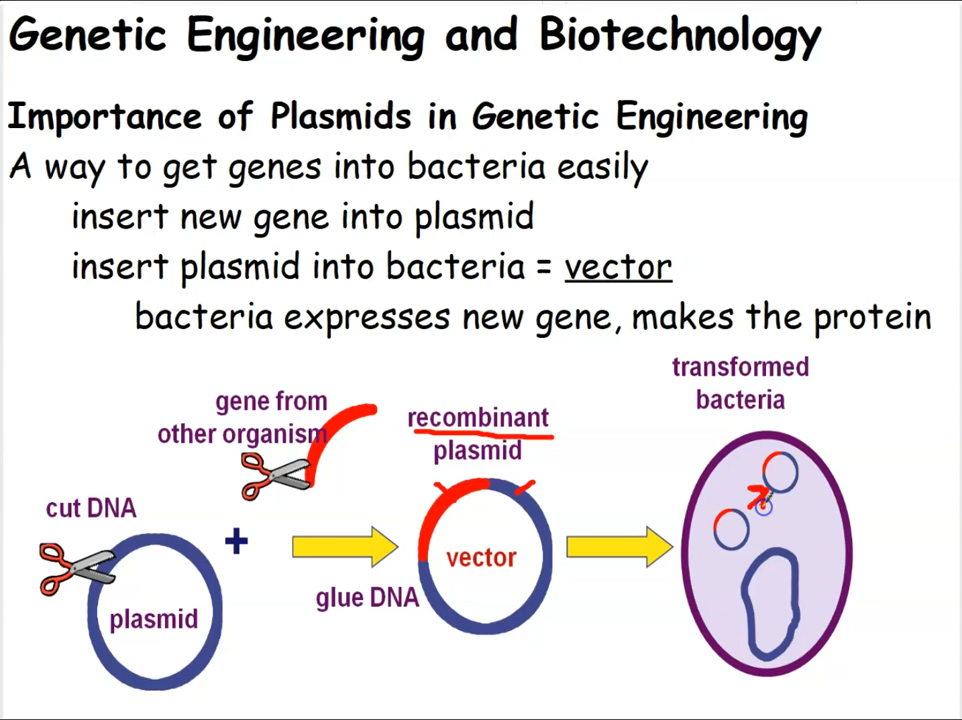 Genetic Engineering and Biotechnology
Importance of Plasmids in Genetic Engineering
A way to get genes into bacteria easily
insert new gene into plasmid
insert plasmid into bacteria = vector
bacteria expresses new gene, makes the protein
transformed
bacteria
gene from
other organism
recombinant
plasmid
cut DNA
+
vector
glue DNA
plasmid